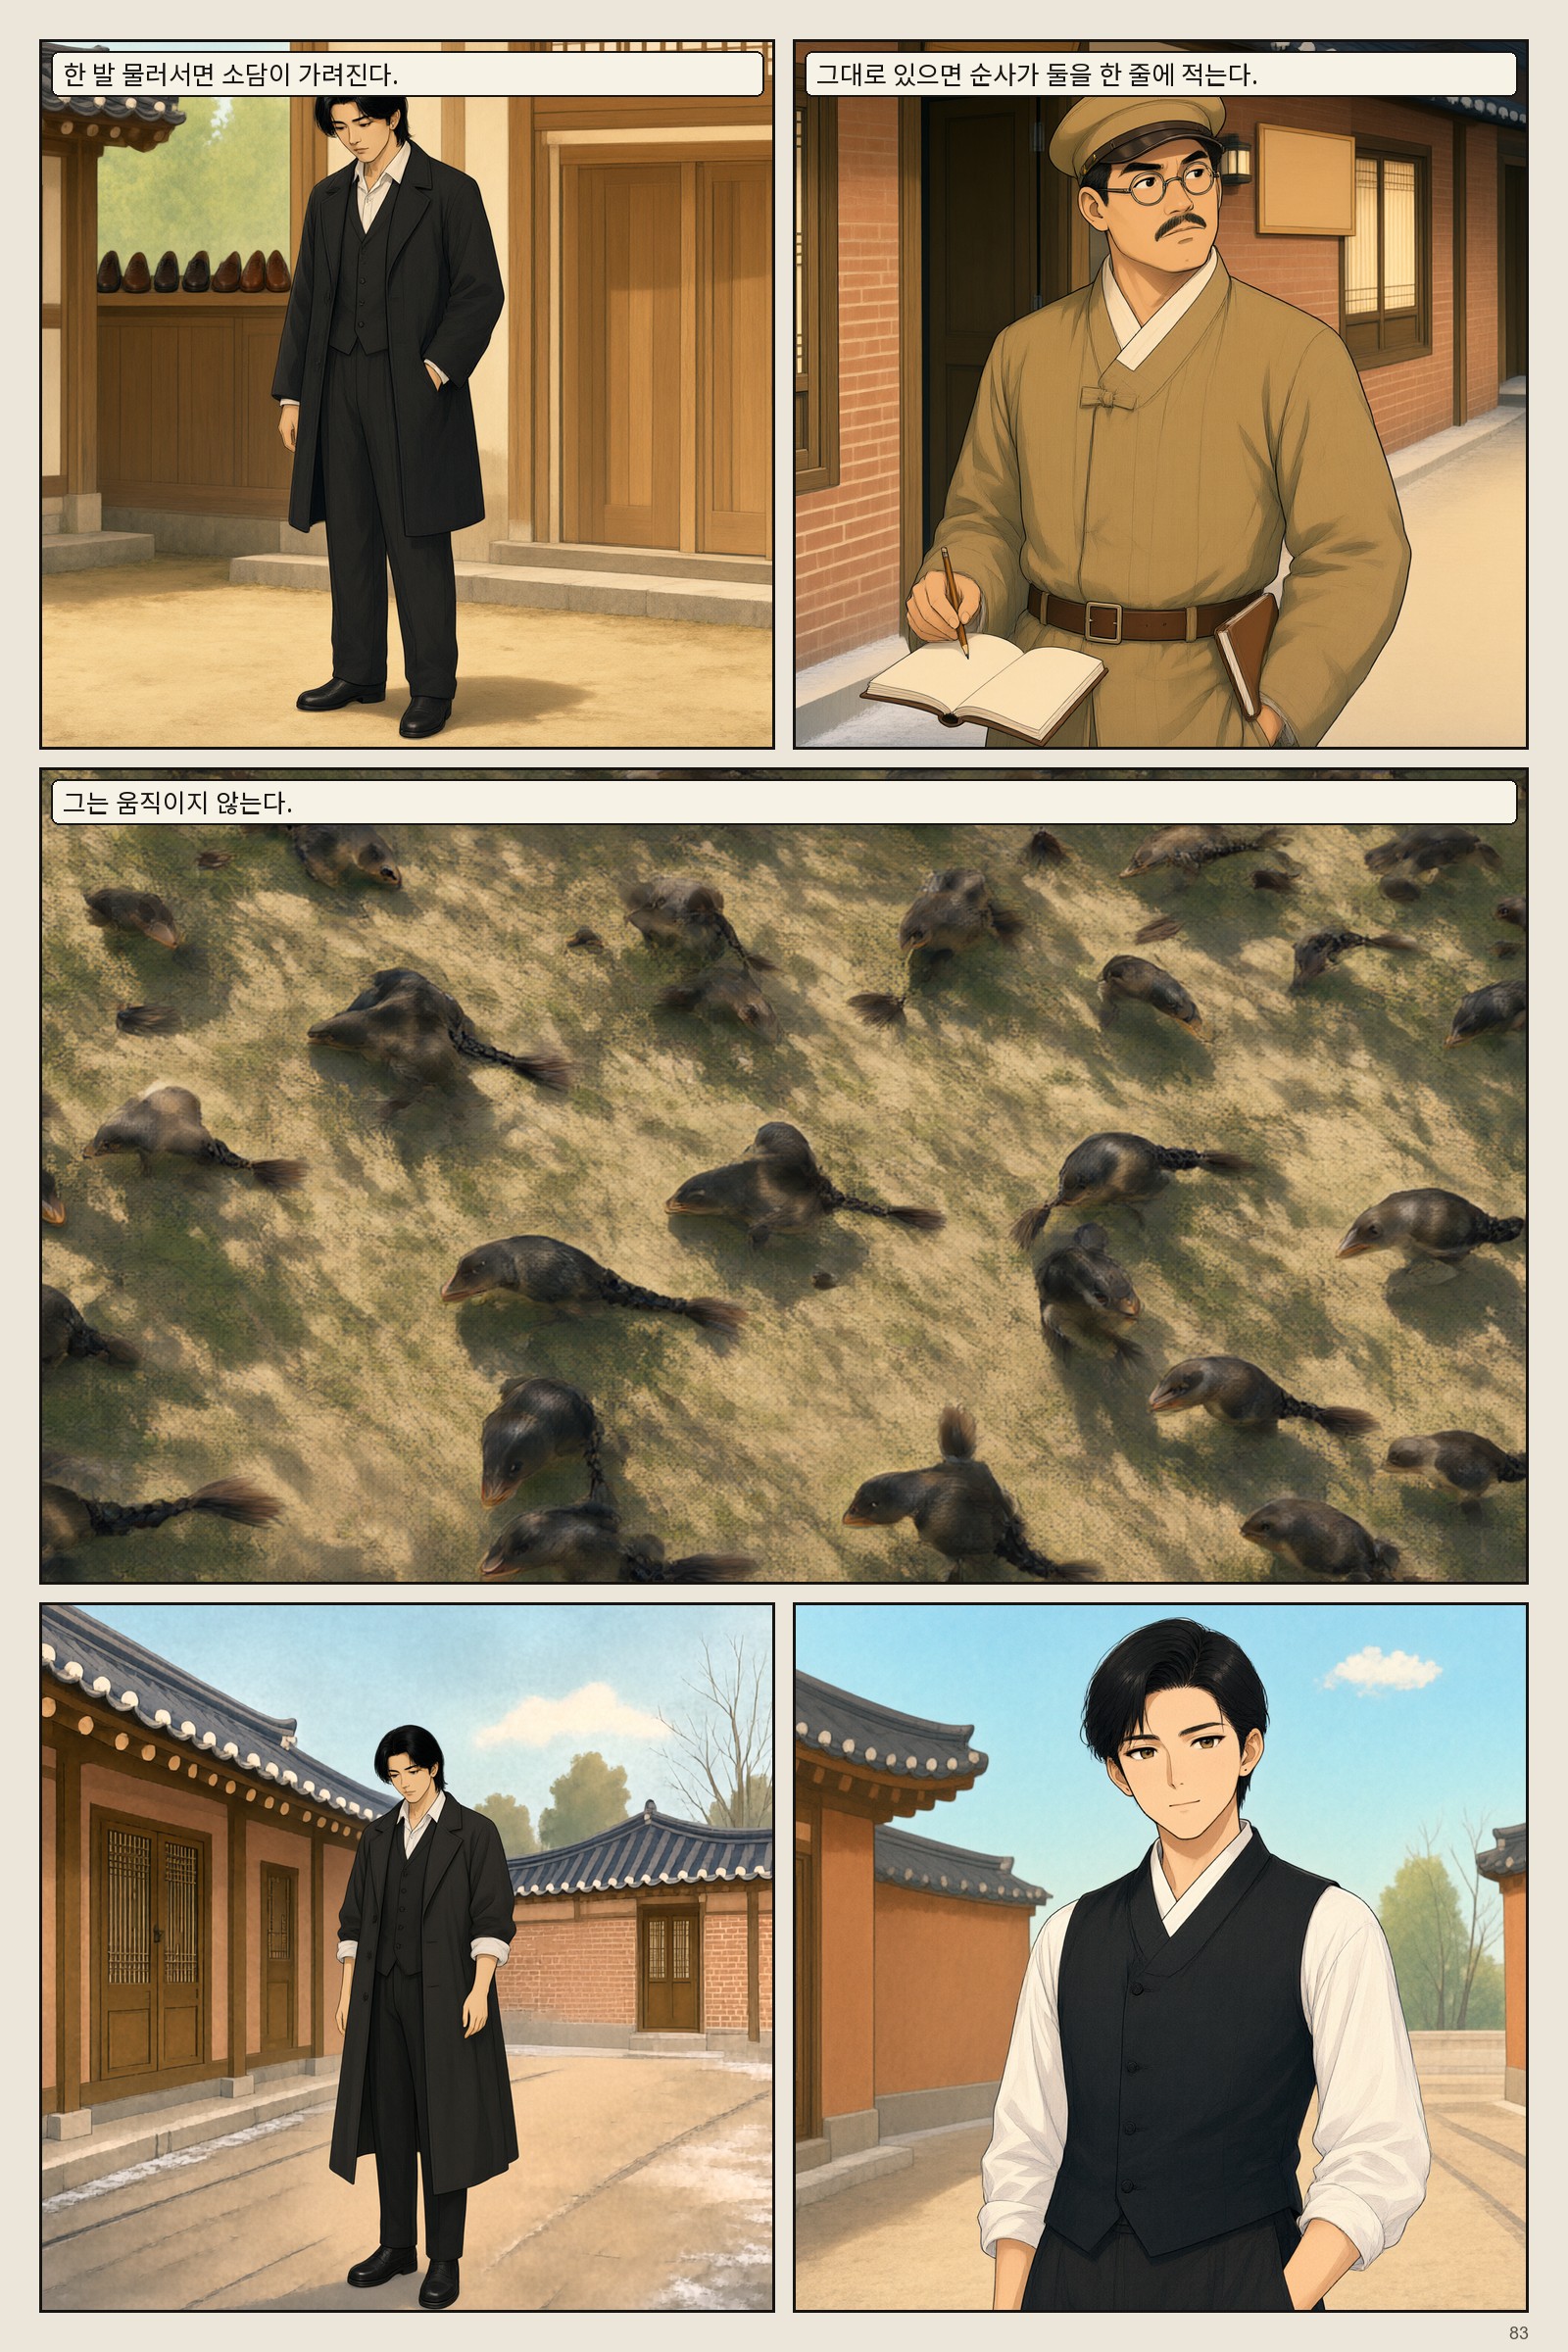 한 발 물러서면 소담이 가려진다.
그대로 있으면 순사가 둘을 한 줄에 적는다.
그는 움직이지 않는다.
83